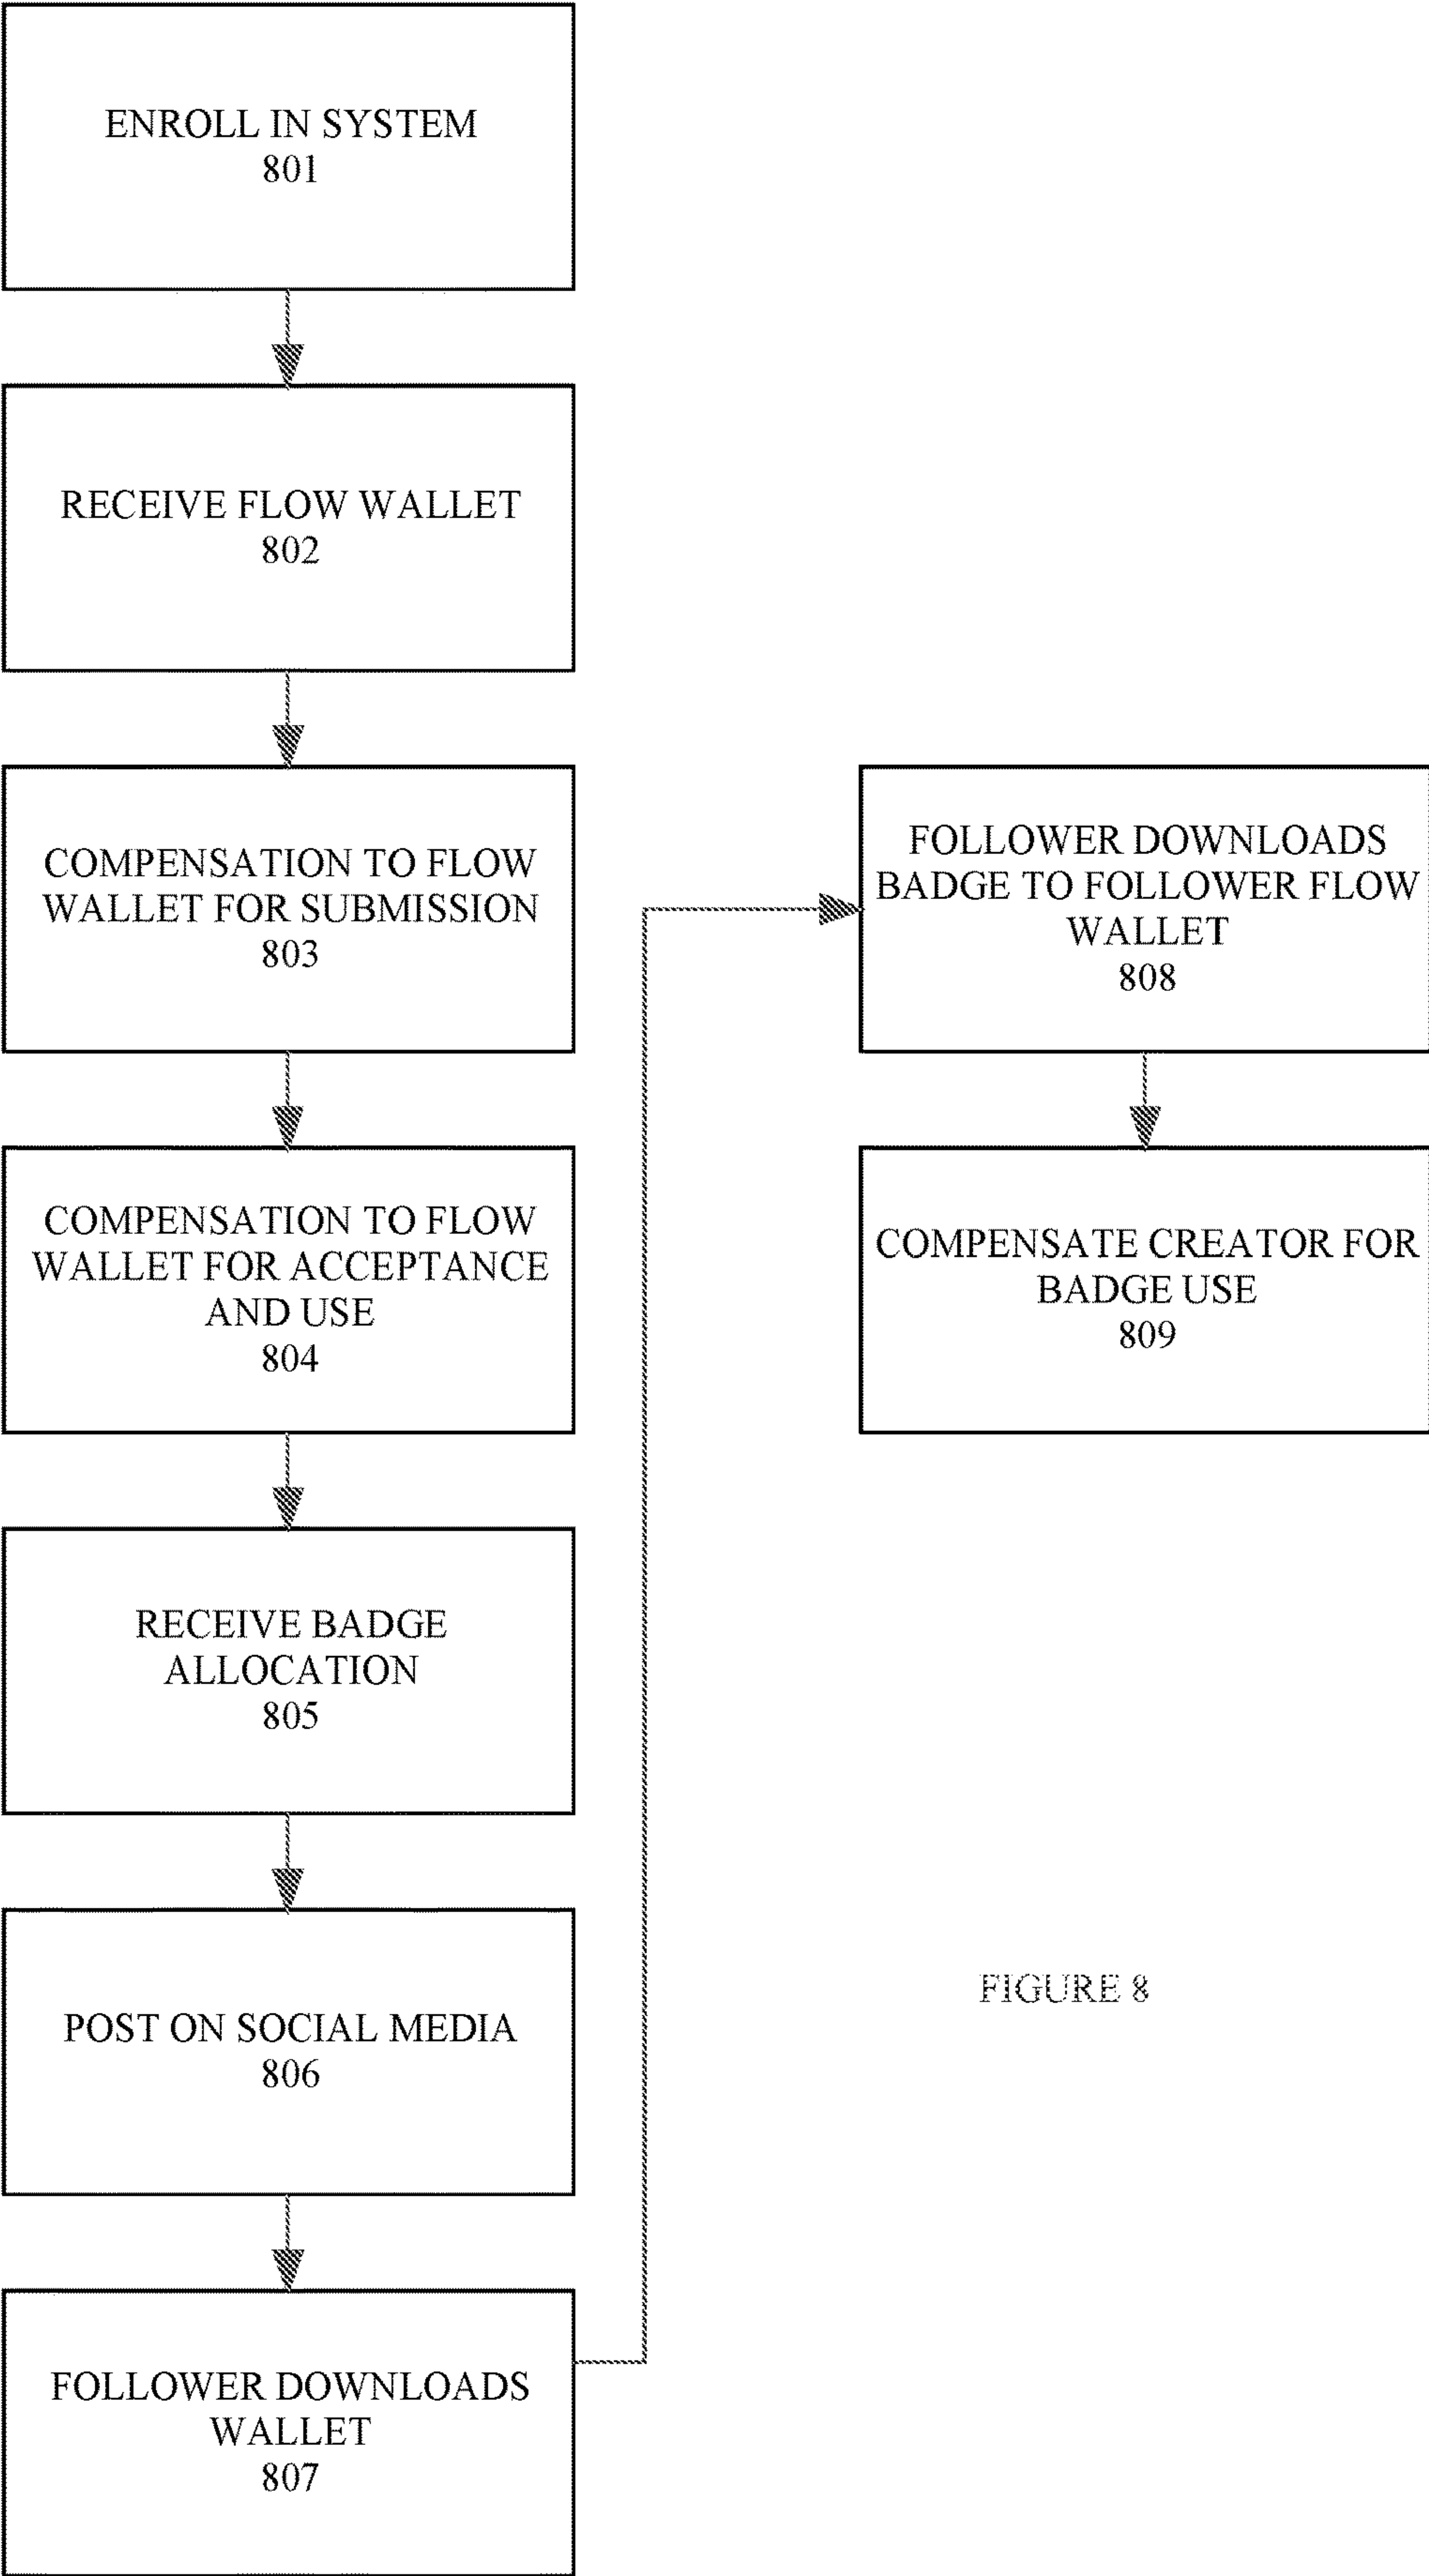 ENROLL IN SYSTEM
801
RECEIVE FLOW WALLET
802
COMPENSATION TO FLOW
WALLET FOR SUBMISSION
803
COMPENSATION TO FLOW
WALLET FOR ACCEPTANCE
AND USE
804
RECEIVE BADGE
ALLOCATION
805
POST ON SOCIAL MEDIA
806
FOLLOWER DOWNLOADS
WALLET
807
FOLLOWER DOWNLOADS
BADGE TO FOLLOWER FLOW
WALLET
808
COMPENSATE CREATOR FOR
BADGE USE
809
FIGURE 8